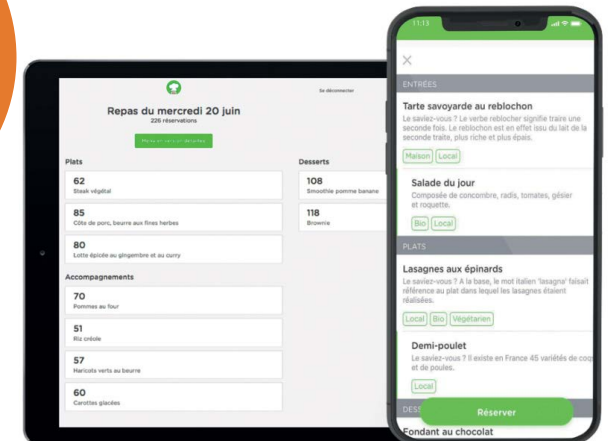 Se déconnecter
Repas du mercredi 20 juin
226 réservations
Plats
62
Steak végétal
85
Côte de porc, beurre aux fines herbes
80
Lotte épicée au gingembre et au curry
Accompagnements
70
Pommes au four
51
Riz créole
57
Haricots verts au beurre
60
Carottes glacées
Desserts
108
Smoothie pomme banane
118
Brownie
11:13
ENTRÉES
Tarte savoyarde au reblochon
Le saviez-vous ? Le verbe reblocher signifie traire une
seconde fois. Le reblochon est en effet issu du lait de la
seconde traite, plus riche et plus épais.
Maison Local
Salade du jour
Composée de concombre, radis, tomates, gésier
et roquette.
Bio Local
PLATS
Lasagnes aux épinards
Le saviez-vous ? A la base, le mot italien 'lasagna' faisait
référence au plat dans lequel les lasagnes étaient
réalisées.
Local Bio Végétarien
Demi-poulet
Le saviez-vous ? Il existe en France 45 variétés de coqs
et de poules.
Local
DESS
Réserver
Fondant au chocolat